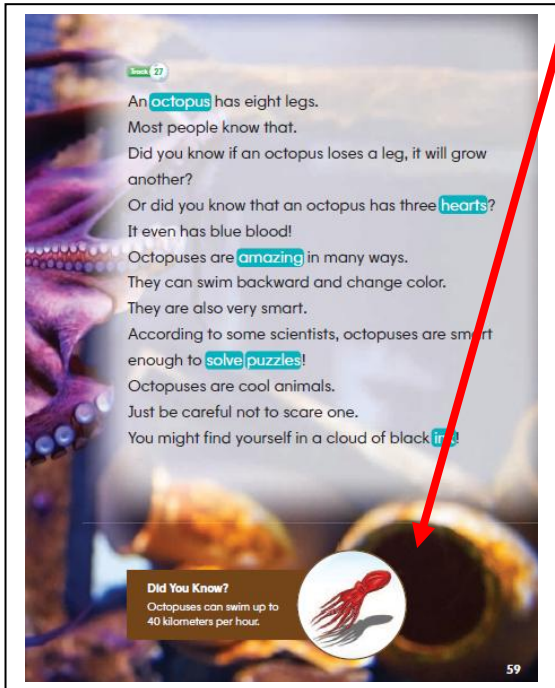 Track 27
An octopus has eight legs.
Most people know that.
Did you know if an octopus loses a leg, it will grow
another?
Or did you know that an octopus has three hearts?
It even has blue blood!
Octopuses are amazing in many ways.
They can swim backward and change color.
They are also very smart.
According to some scientists, octopuses are smart
enough to solve puzzles!
Octopuses are cool animals.
Just be careful not to scare one.
You might find yourself in a cloud of black ink!
Did You Know?
Octopuses can swim up to
40 kilometers per hour.
59